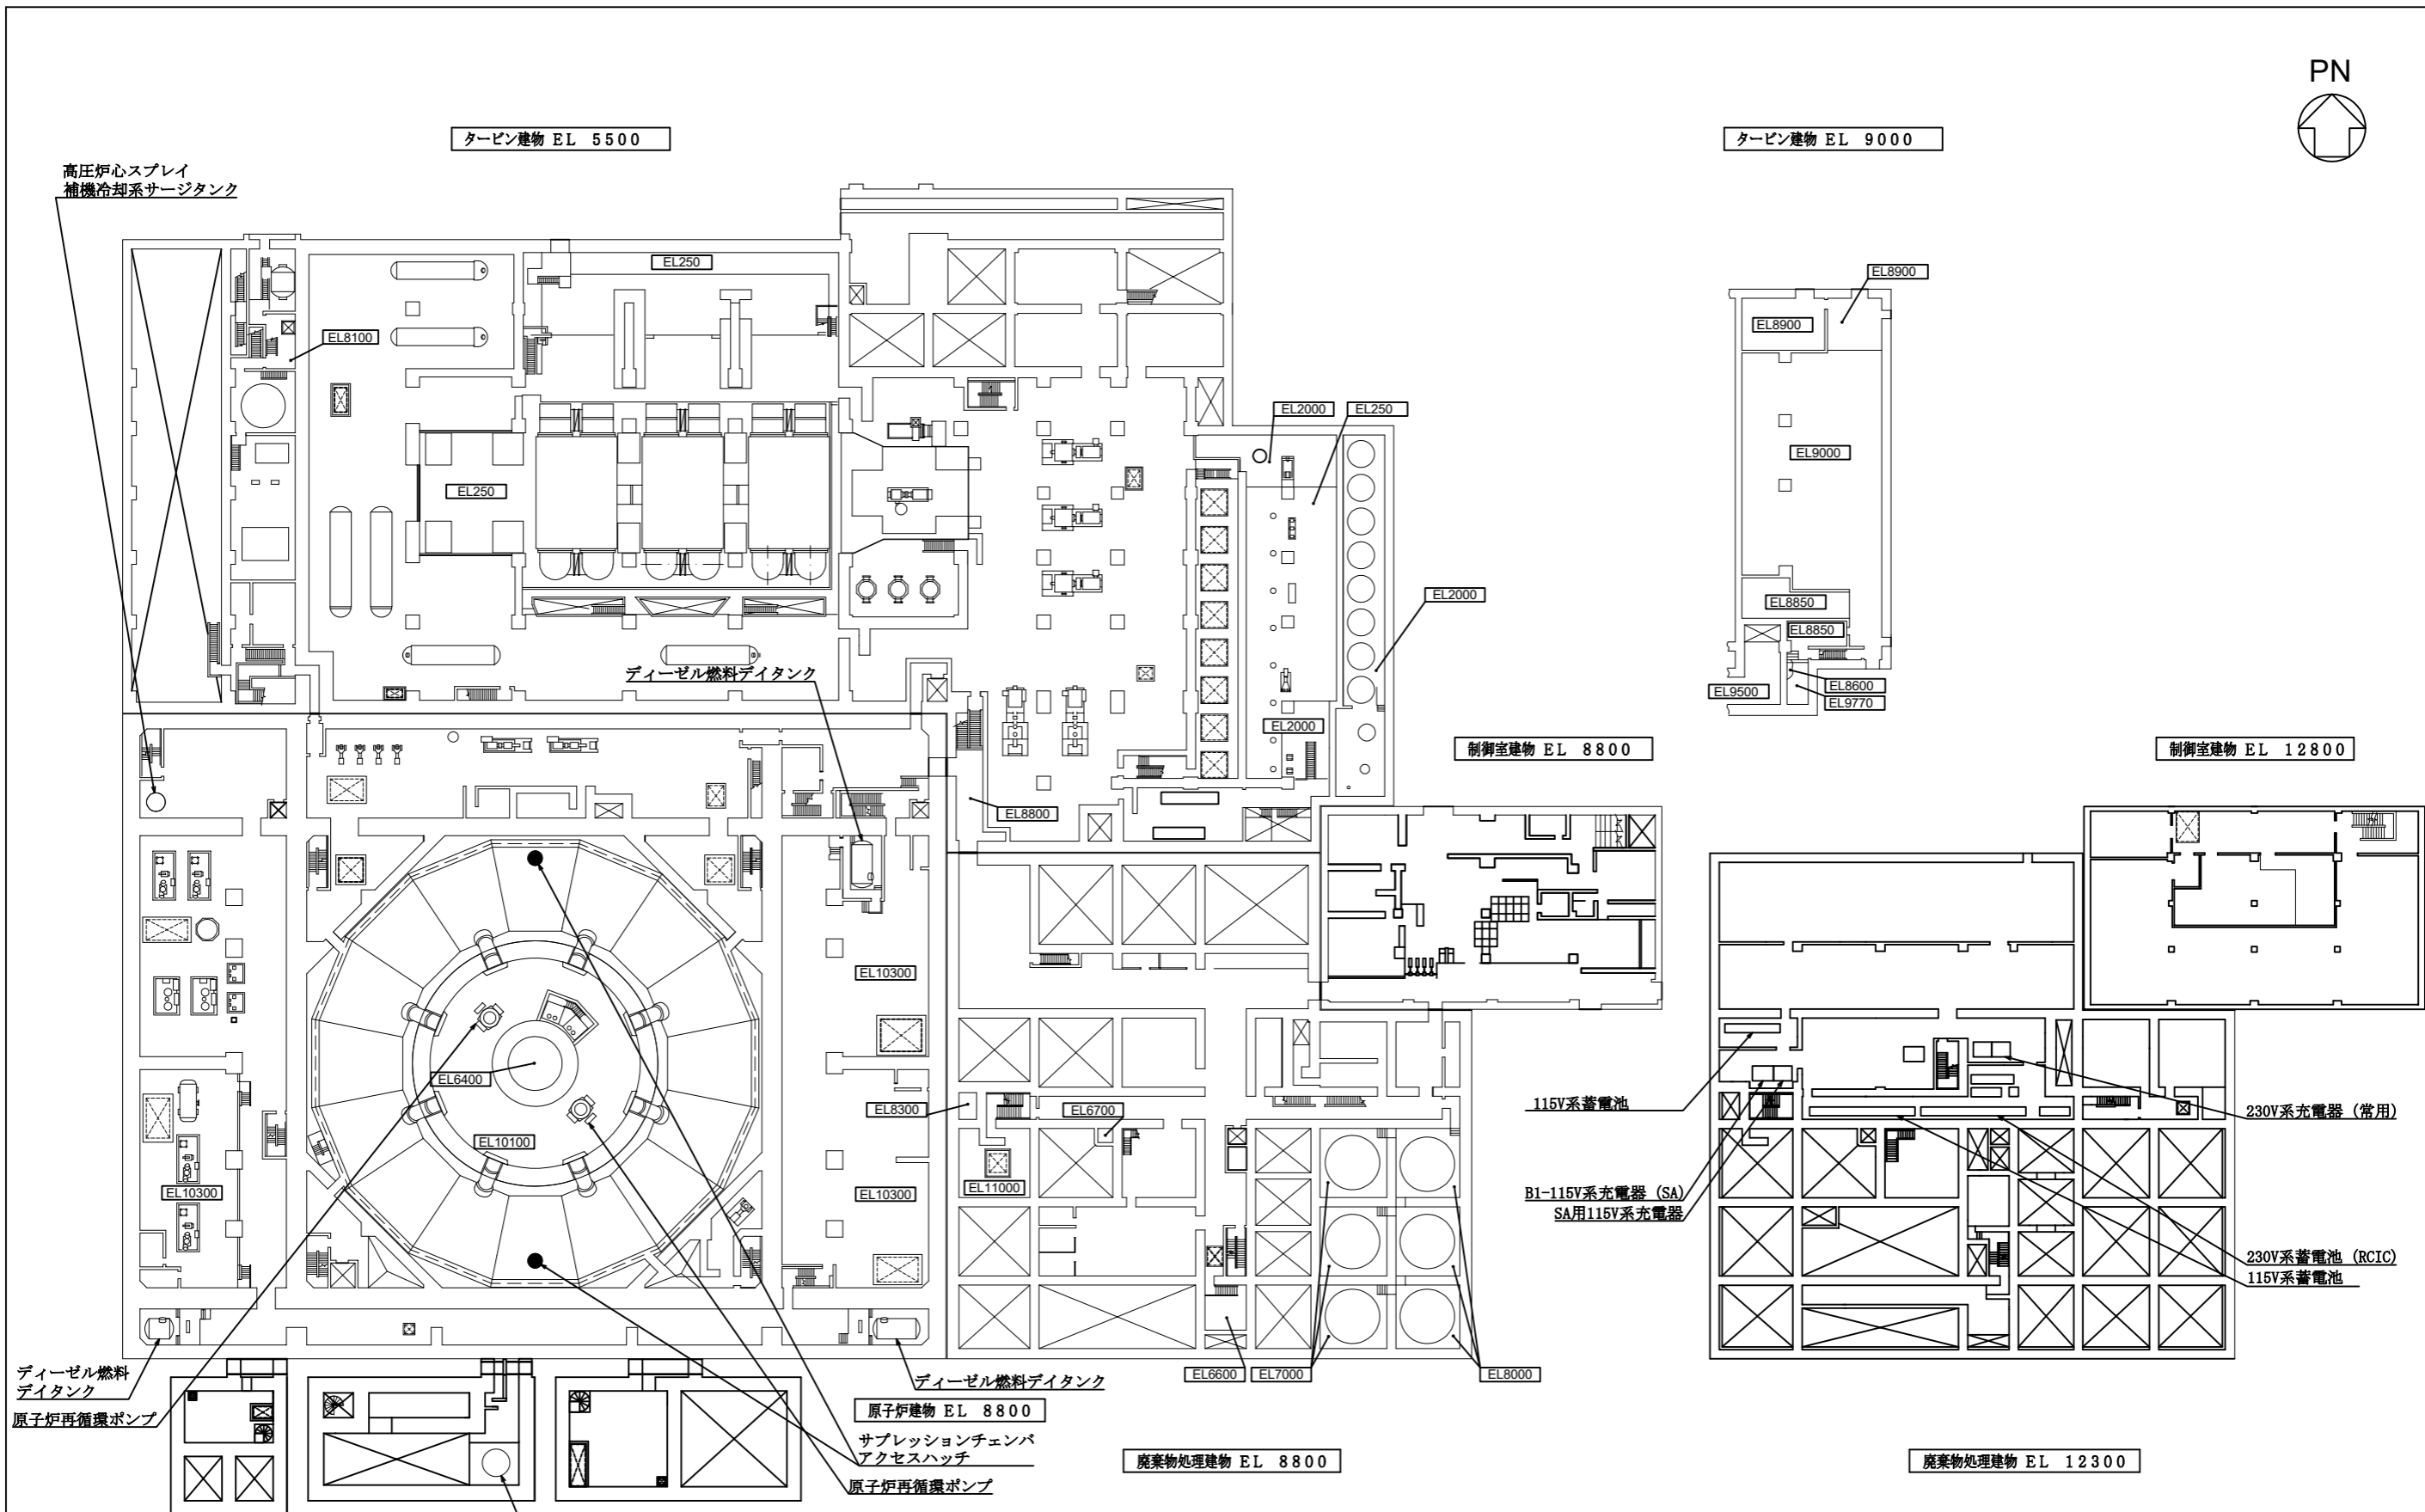 PN
タービン建物 EL 5500
タービン建物 EL 9000
高圧炉心スプレイ
補機冷却系サージタンク
EL250
EL8100
EL250
EL2000
EL250
EL2000
EL2000
EL8900
EL8900
EL9000
EL8850
EL8850
EL9500
EL8600
EL9770
ディーゼル燃料デイタンク
EL8800
制御室建物 EL 8800
制御室建物 EL 12800
EL10300
EL6400
EL8300
EL6700
EL10100
EL10300
EL10300
EL11000
115V系蓄電池
230V系充電器 (常用)
B1-115V系充電器 (SA)
SA用115V系充電器
230V系蓄電池 (RCIC)
115V系蓄電池
ディーゼル燃料
デイタンク
原子炉再循環ポンプ
ディーゼル燃料デイタンク
EL6600
EL7000
EL8000
原子炉建物 EL 8800
サプレッションチェンバ
アクセスハッチ
原子炉再循環ポンプ
廃棄物処理建物 EL 8800
廃棄物処理建物 EL 12300